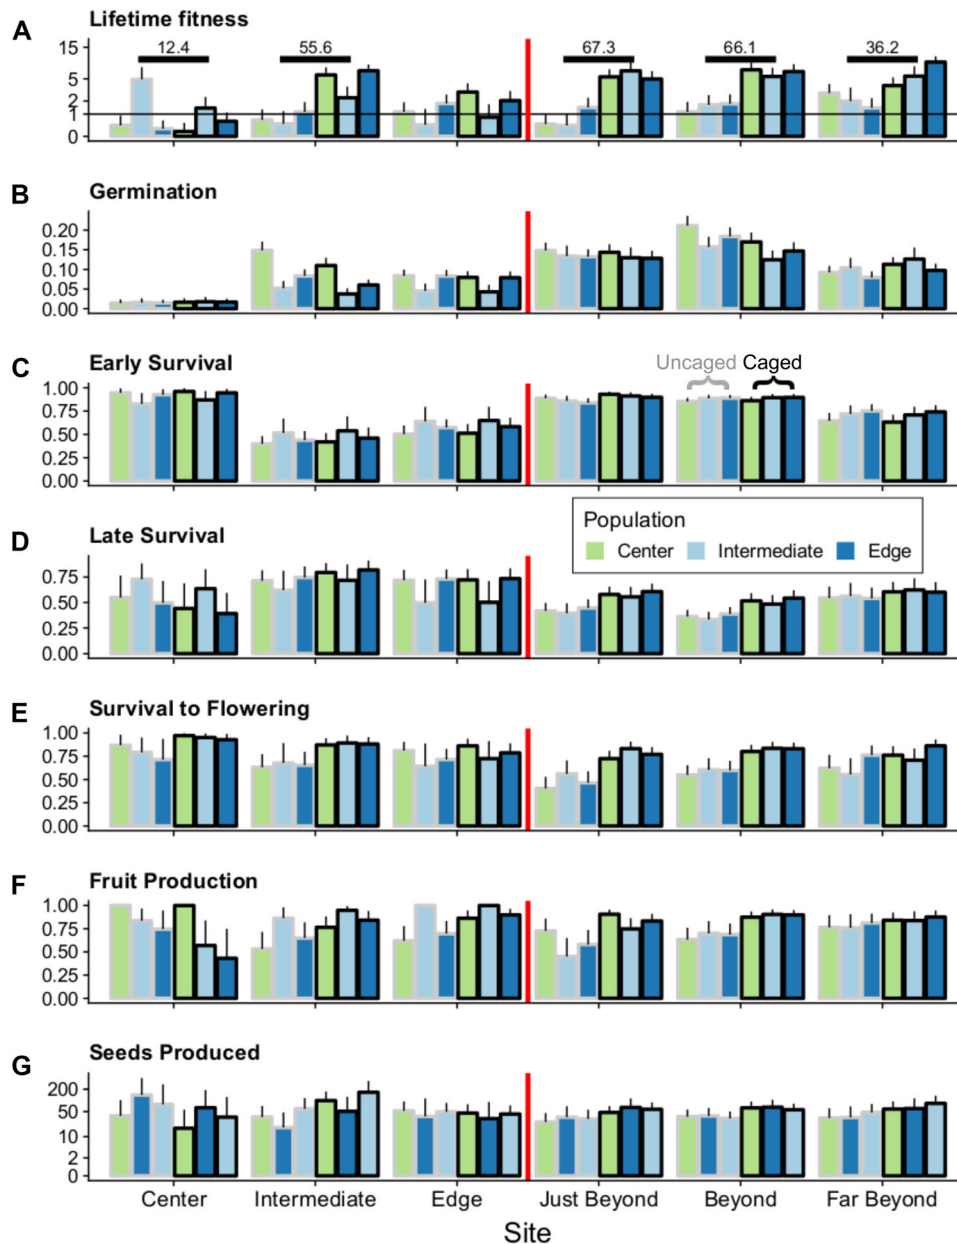 A
Lifetime fitness
12.4 55.6 67.3 66.1 36.2
15
5
2
1
0
B
Germination
0.20
0.15
0.10
0.05
0.00
C
Early Survival
Uncaged Caged
1.00
0.75
0.50
0.25
0.00
Population
Center Intermediate Edge
D
Late Survival
0.75
0.50
0.25
0.00
E
Survival to Flowering
1.00
0.75
0.50
0.25
0.00
F
Fruit Production
1.00
0.75
0.50
0.25
0.00
G
Seeds Produced
200
50
10
2
0
Center Intermediate Edge Just Beyond Beyond Far Beyond
Site